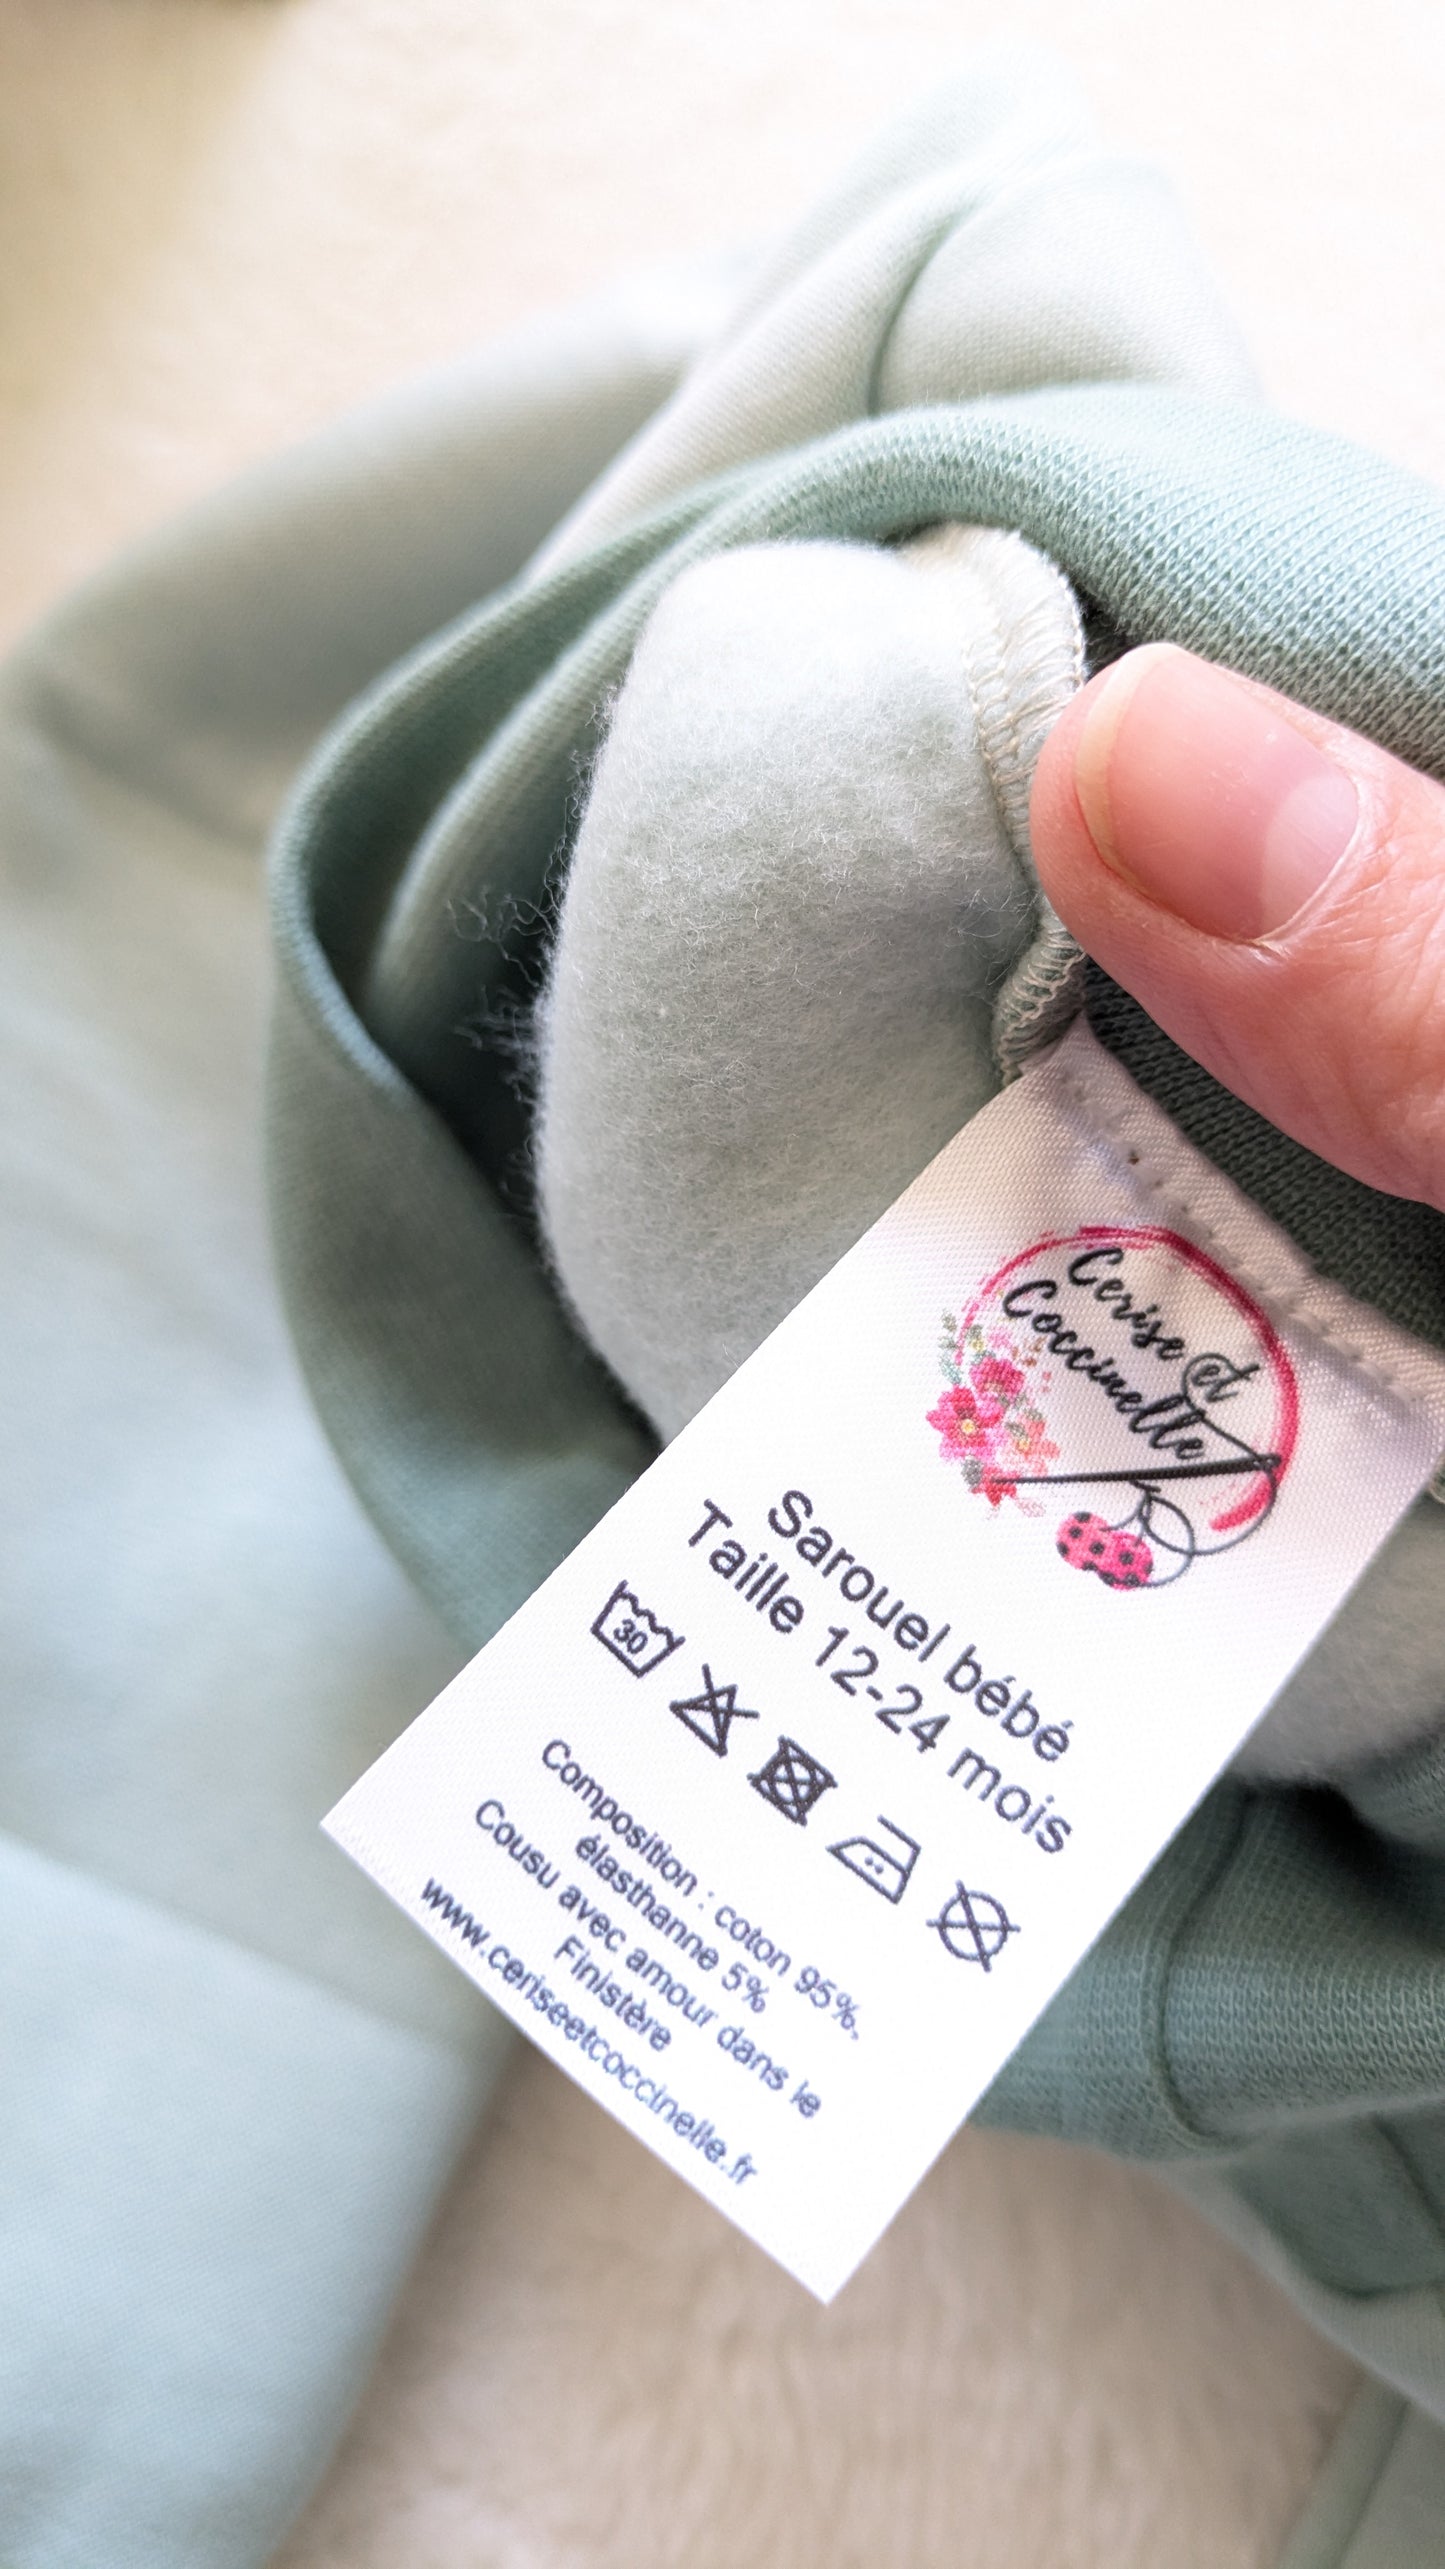 Cerise et
Coccinelle
Sarouel bébé
Taille 12-24 mois
30
Composition : coton 95%,
élasthanne 5%
Cousu avec amour dans le
Finistère
www.ceriseetcoccinelle.fr